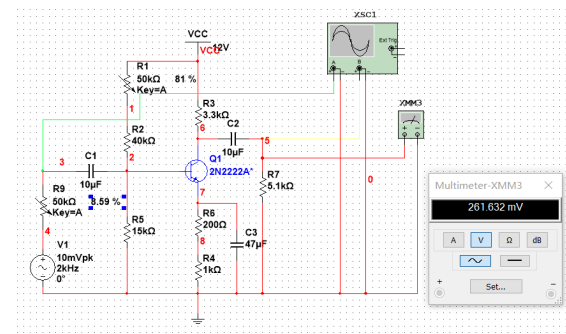 XSC1
VCC
VCC
12V
Ext Trig
A
B
R1
50kΩ
Key=A
81 %
R3
3.3kΩ
XMM3
1
6
C2
R2
40kΩ
10µF
5
Q1
2N2222A*
3
C1
2
10µF
R7
5.1kΩ
0
7
R9
50kΩ
Key=A
8.59 %
R5
15kΩ
R6
200Ω
C3
47µF
4
8
V1
10mVpk
2kHz
0°
R4
1kΩ
Multimeter-XMM3
261.632 mV
A
V
Ω
dB
Set...